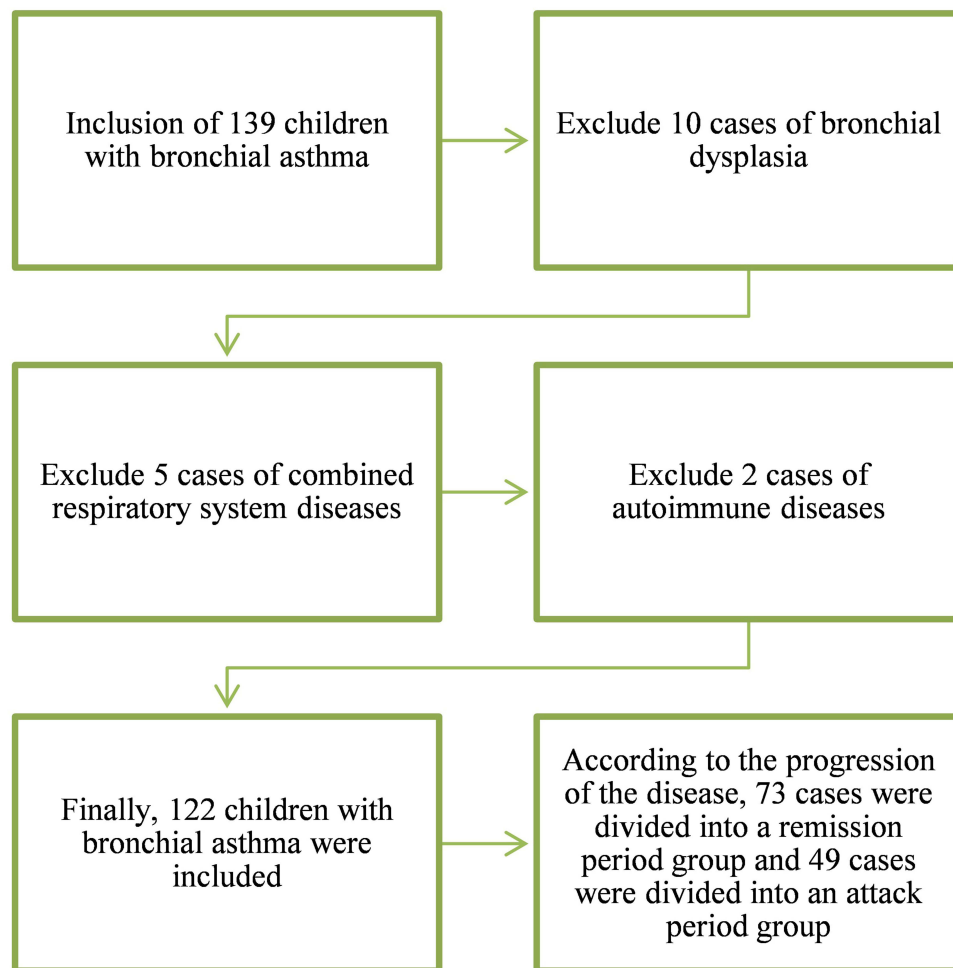 Inclusion of 139 children
with bronchial asthma
Exclude 10 cases of bronchial
dysplasia
Exclude 5 cases of combined
respiratory system diseases
Exclude 2 cases of
autoimmune diseases
Finally, 122 children with
bronchial asthma were
included
According to the progression
of the disease, 73 cases were
divided into a remission
period group and 49 cases
were divided into an attack
period group